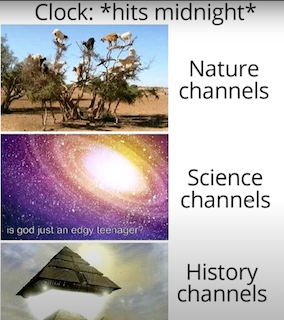 Clock: *hits midnight*
Nature
channels
is god just an edgy teenager?
Science
channels
History
channels